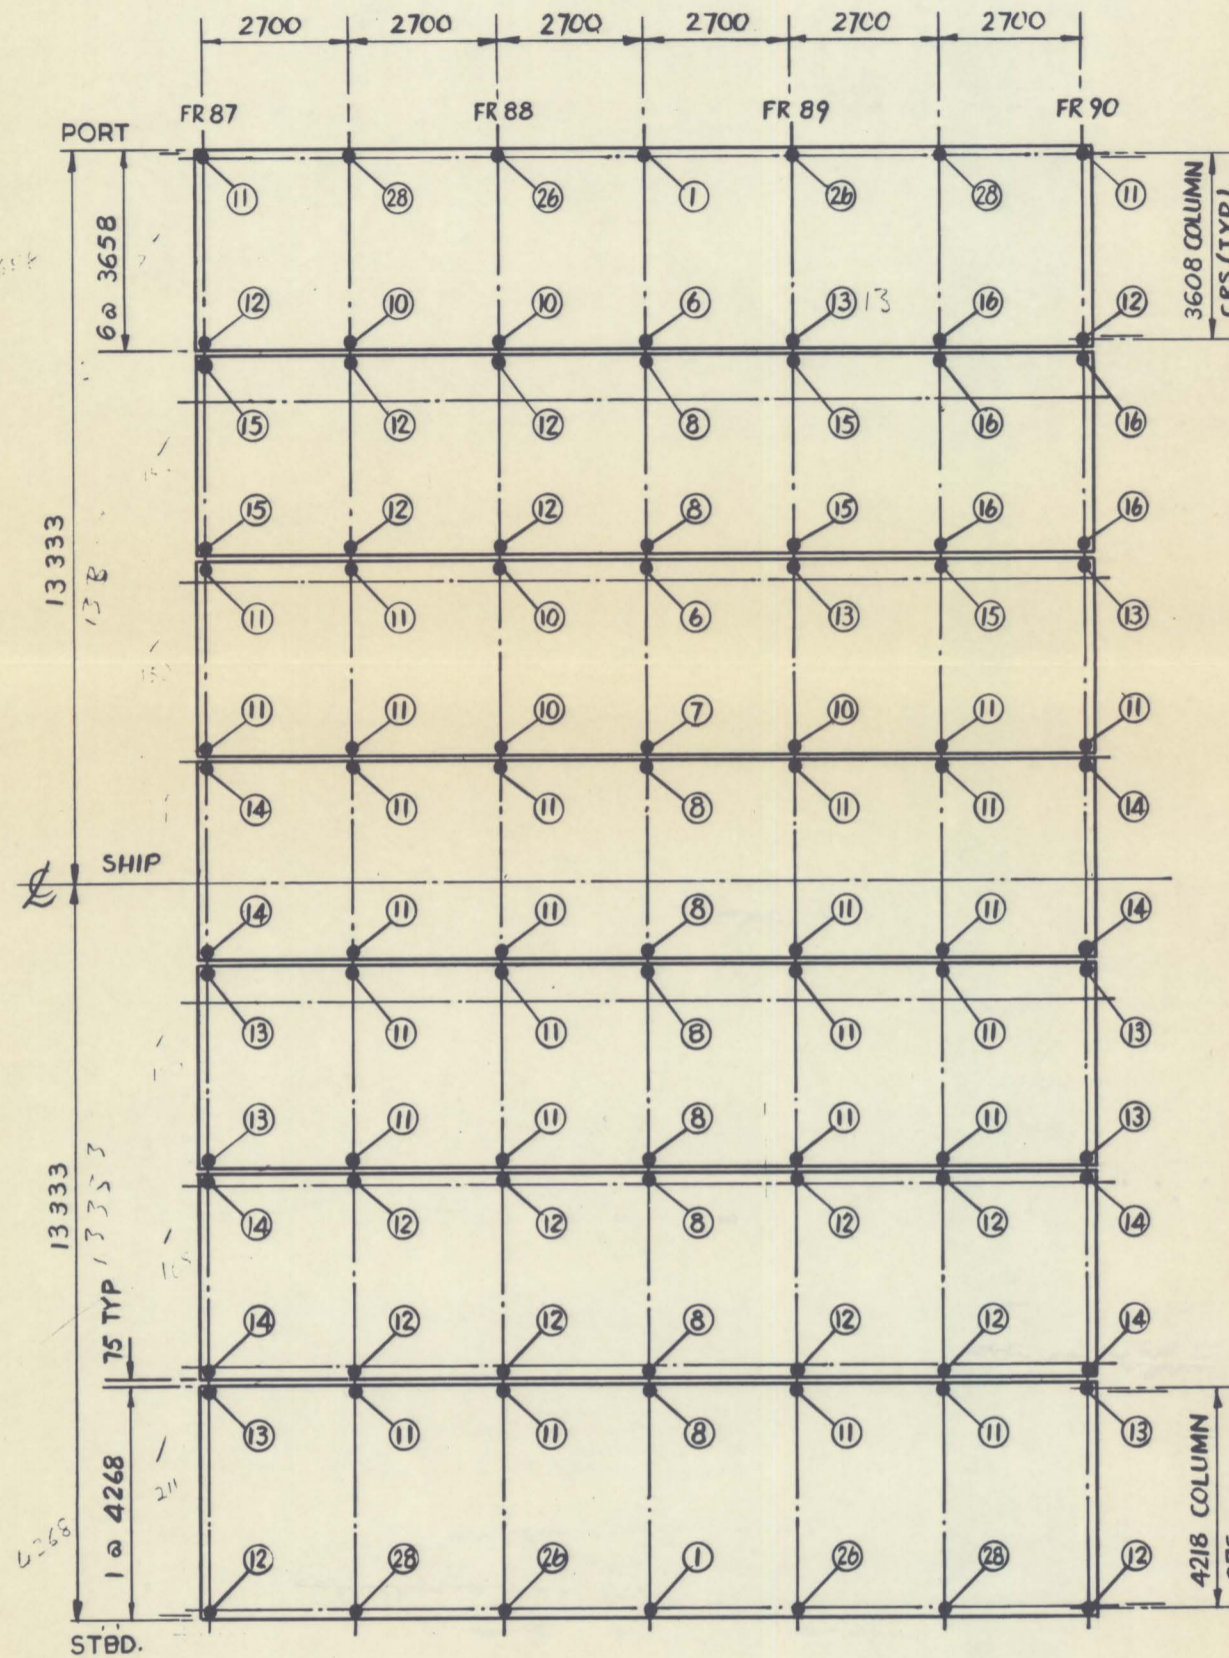 2700 2700 2700 2700 2700 2700
FR 87 FR 88 FR 89 FR 90
PORT
11 28 26 1 26 28 11
6@ 3658
3608 COLUMN
CRS (TYP)
12 10 10 6 13 13 16 12
15 12 12 8 15 16 16
15 12 12 8 15 16 16
13 333
11 11 10 6 13 15 13
11 11 10 7 10 11 11
14 11 11 8 11 11 14
SHIP
14 11 11 8 11 11 14
13 11 11 8 11 11 13
13 11 11 8 11 11 13
13 333
13353
14 12 12 8 12 12 14
75 TYP
14 12 12 8 12 12 14
13 11 11 8 11 11 13
1 @ 4268
211
4218 COLUMN
12 28 26 1 26 28 12
STBD.